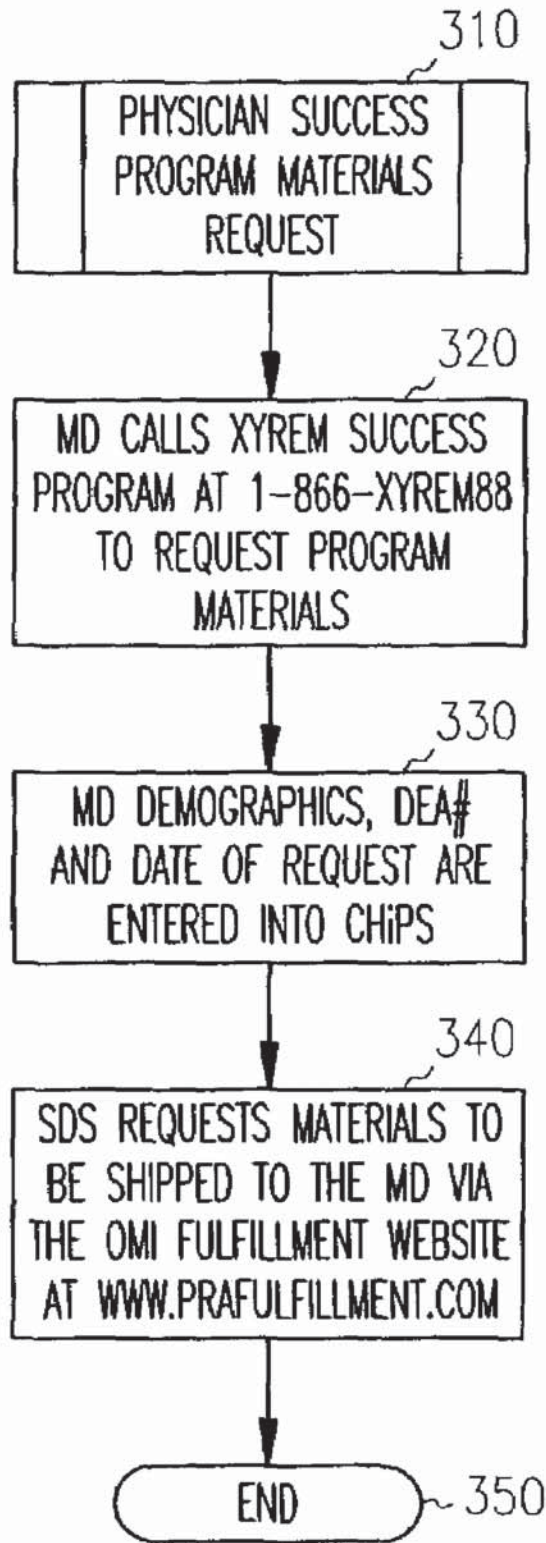 310
PHYSICIAN SUCCESS
PROGRAM MATERIALS
REQUEST
320
MD CALLS XYREM SUCCESS
PROGRAM AT 1-866-XYREM88
TO REQUEST PROGRAM
MATERIALS
330
MD DEMOGRAPHICS, DEA#
AND DATE OF REQUEST ARE
ENTERED INTO CHiPS
340
SDS REQUESTS MATERIALS TO
BE SHIPPED TO THE MD VIA
THE OMI FULFILLMENT WEBSITE
AT WWW.PRAFULFILLMENT.COM
END
350